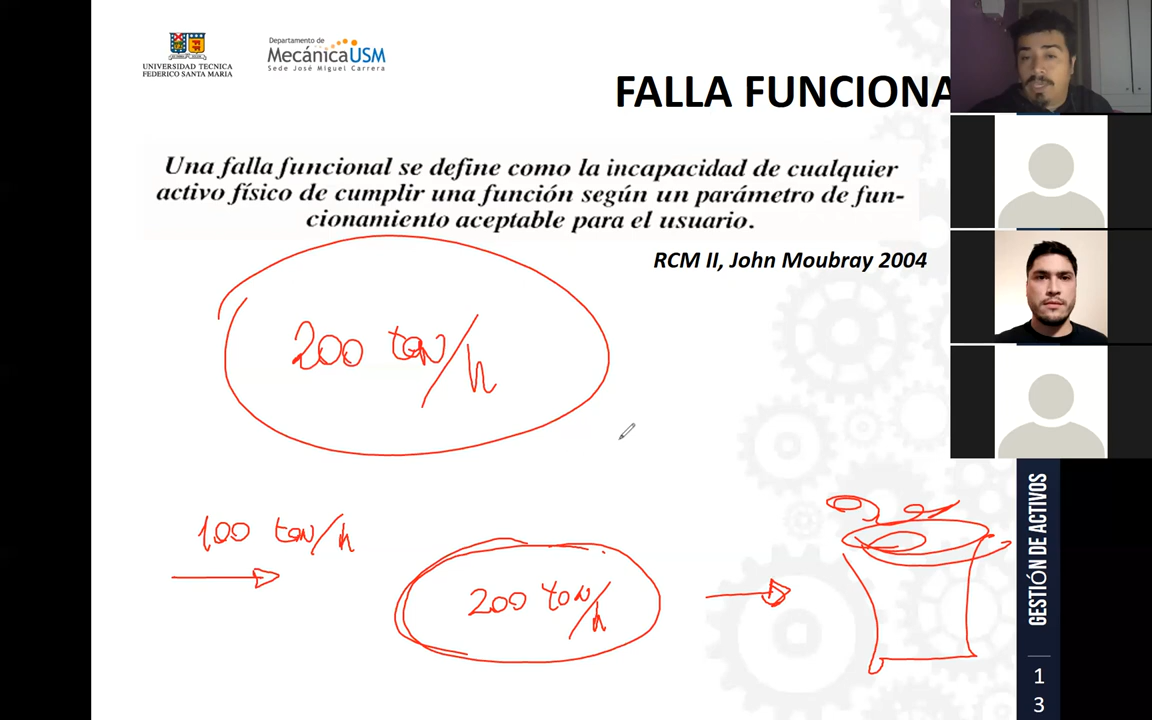 UNIVERSIDAD TECNICA
FEDERICO SANTA MARIA
Departamento de
MecánicaUSM
Sede José Miguel Carrera
FALLA FUNCIONA
Una falla funcional se define como la incapacidad de cualquier
activo físico de cumplir una función según un parámetro de fun-
cionamiento aceptable para el usuario.
RCM II, John Moubray 2004
200 ton/h
100 ton/h
200 ton/h
GESTIÓN DE ACTIVOS
1
3